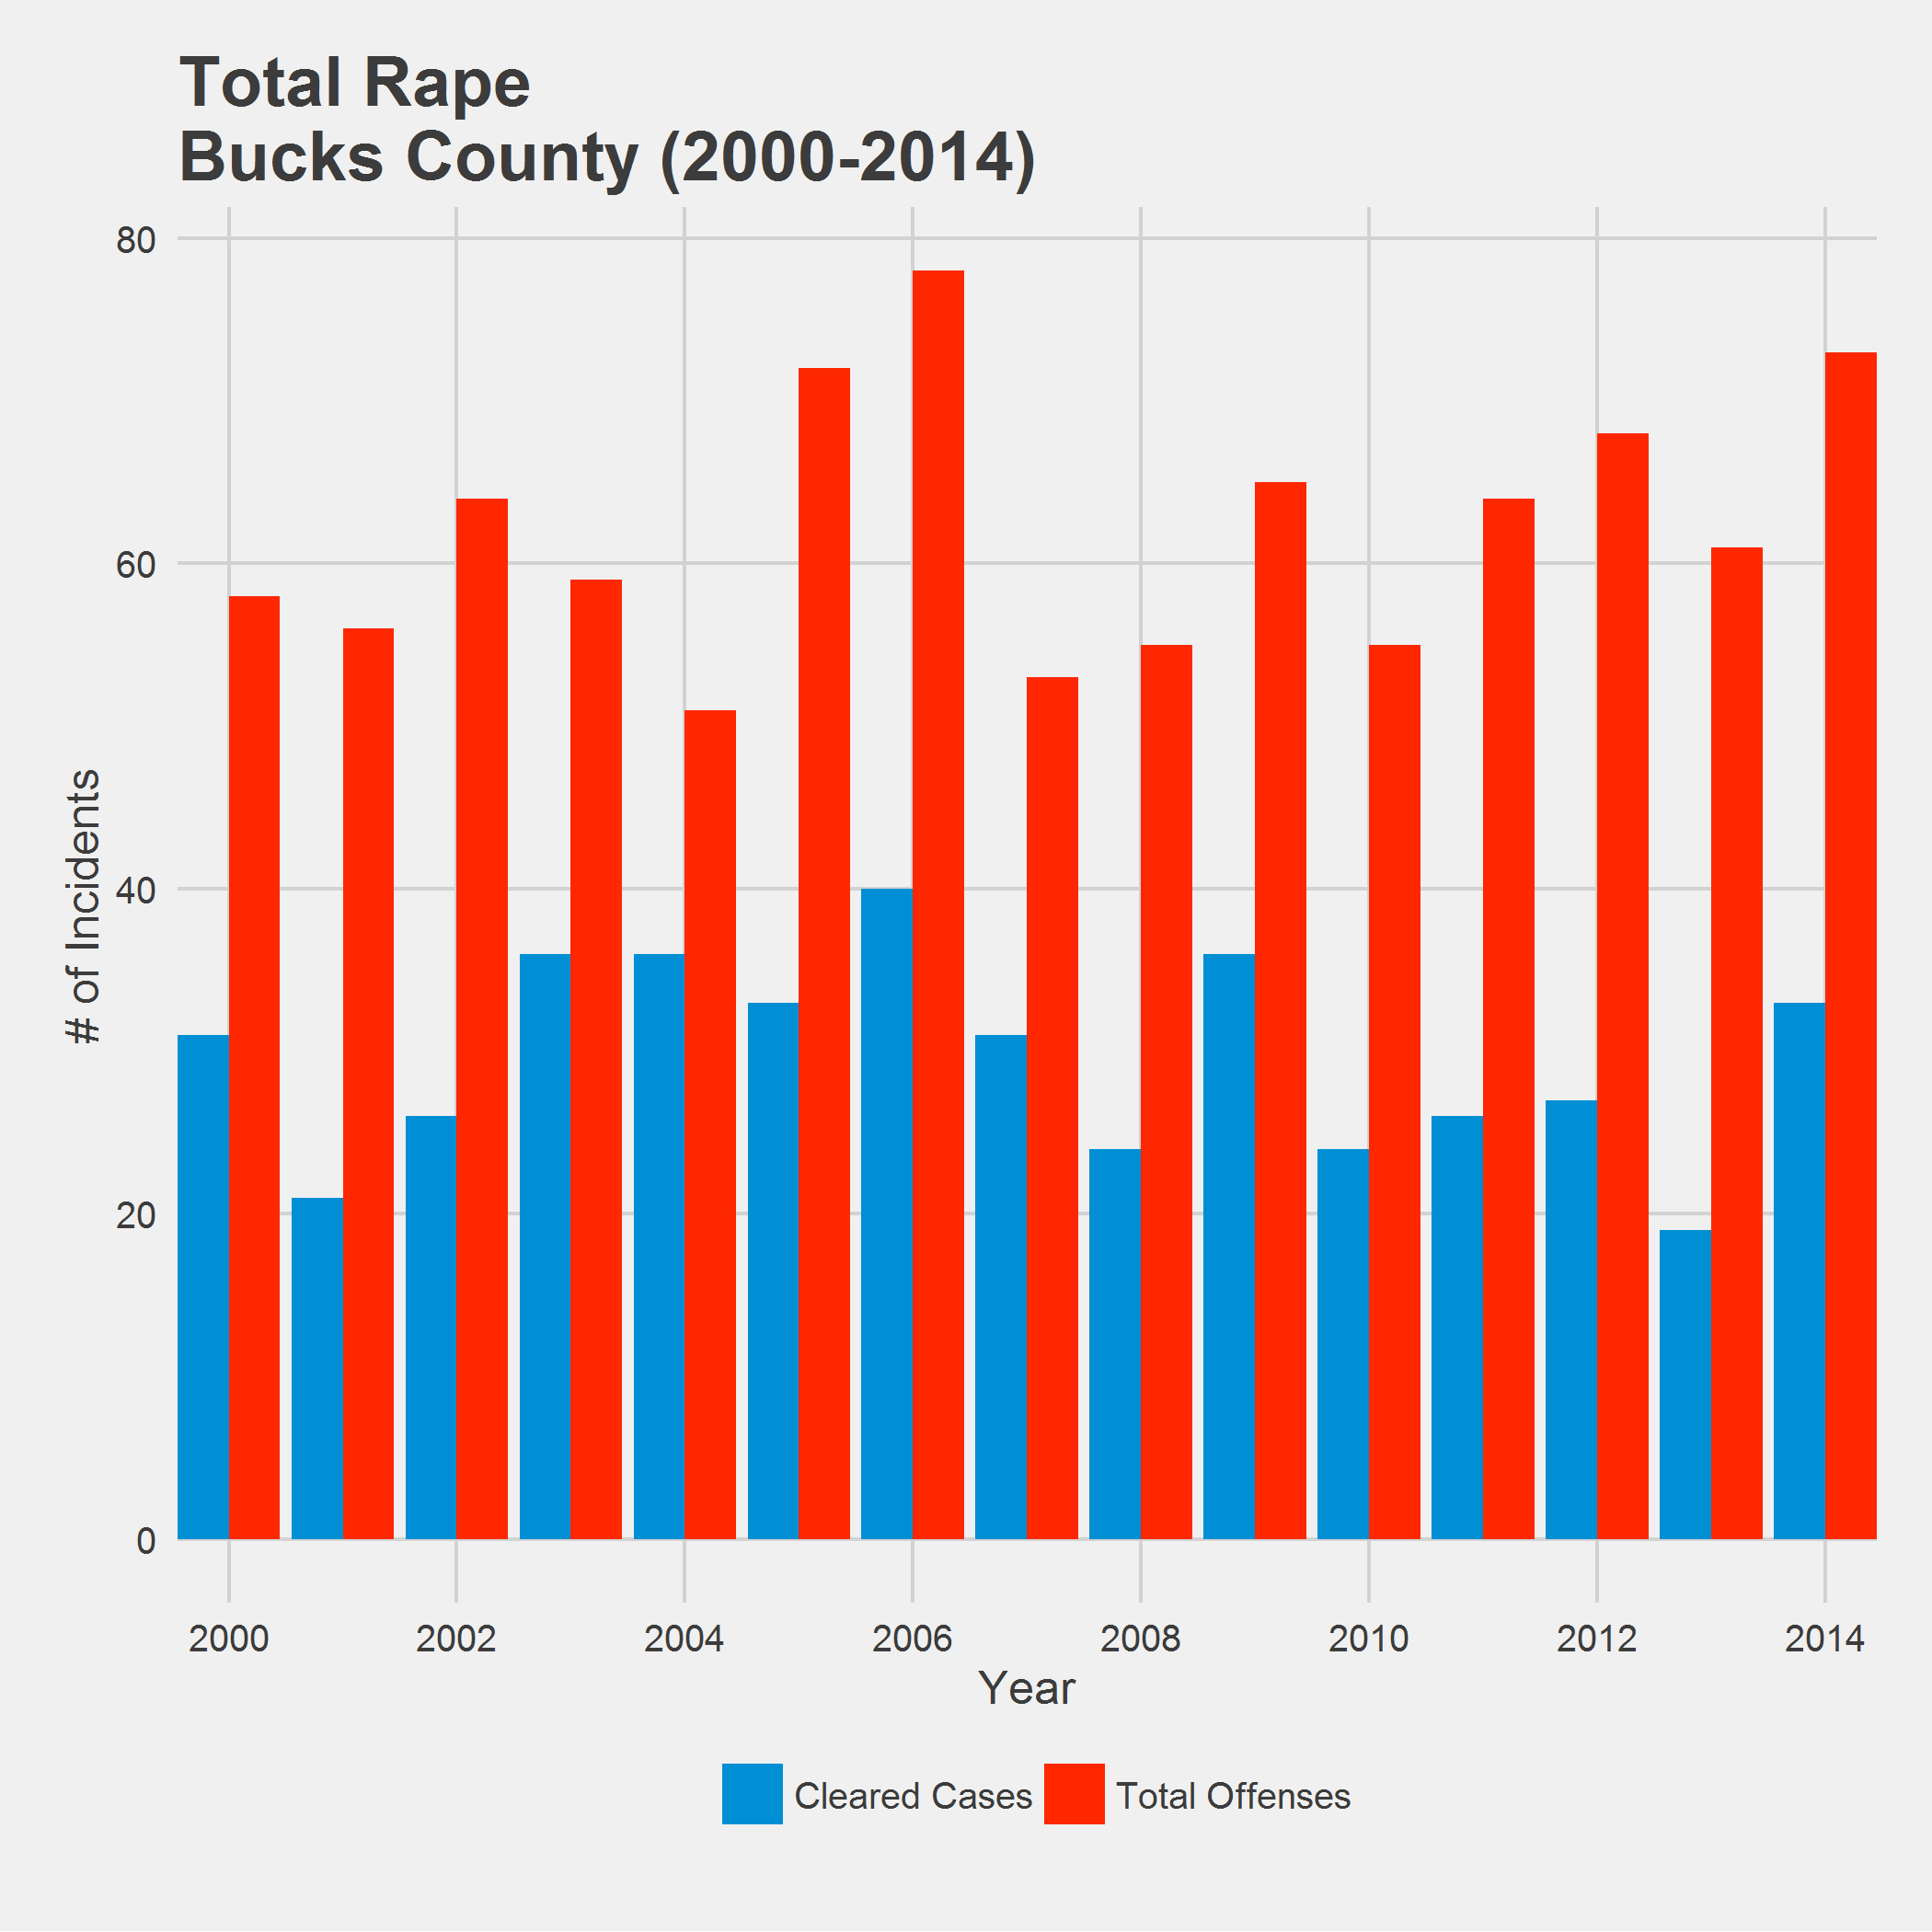 Total Rape
Bucks County (2000-2014)
80
60
40
20
0
# of Incidents
2000 2002 2004 2006 2008 2010 2012 2014
Year
Cleared Cases Total Offenses